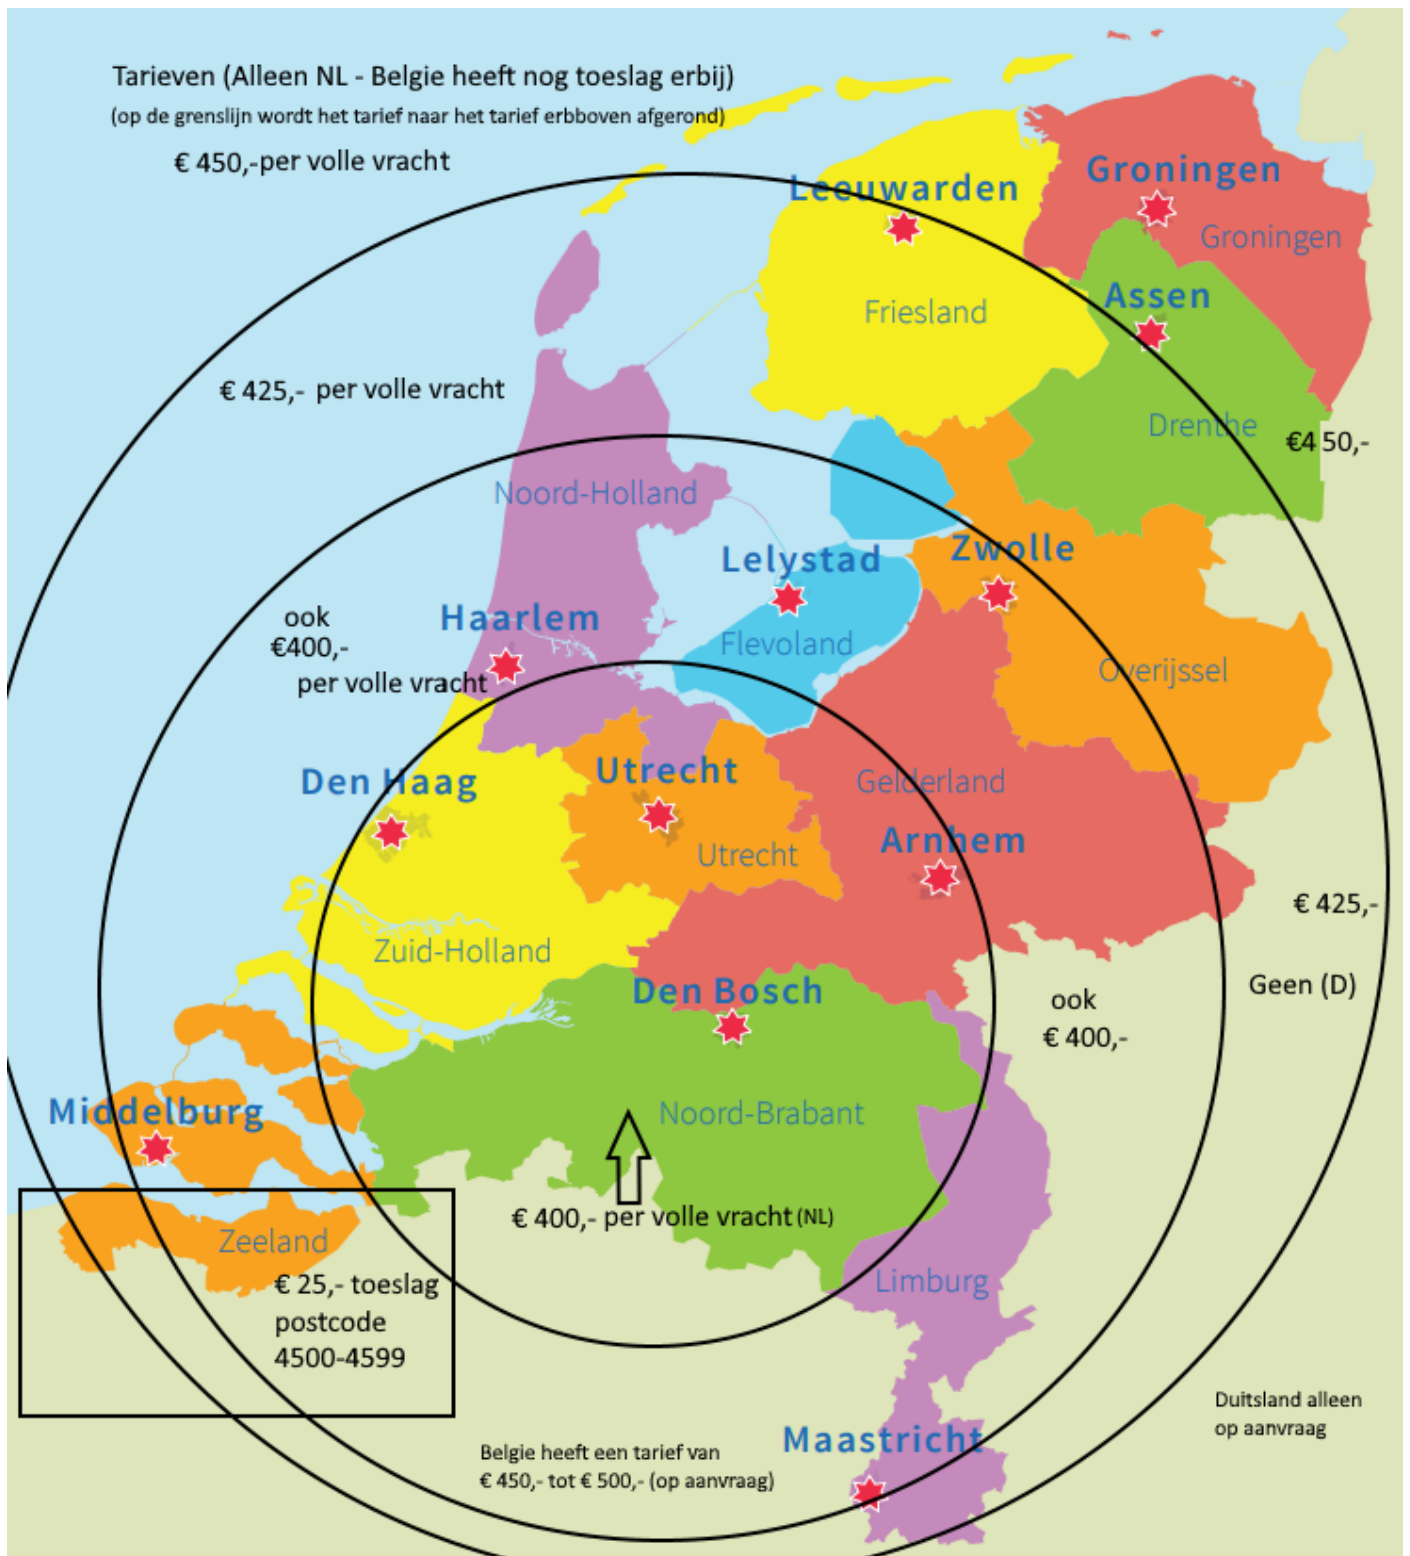 Tarieven (Alleen NL - Belgie heeft nog toeslag erbij)
(op de grenslijn wordt het tarief naar het tarief erbboven afgerond)
€ 450,-per volle vracht
Leeuwarden
Groningen
Groningen
Assen
Friesland
€ 425,- per volle vracht
Drenthe
€4 50,-
Noord-Holland
Lelystad
Zwolle
ook
€400,-
per volle vracht
Haarlem
Flevoland
Overijssel
Den Haag
Utrecht
Gelderland
Arnhem
Utrecht
€ 425,-
Zuid-Holland
Den Bosch
Geen (D)
ook
€ 400,-
Middelburg
Noord-Brabant
€ 400,- per volle vracht (NL)
Zeeland
€ 25,- toeslag
postcode
4500-4599
Limburg
Duitsland alleen
op aanvraag
Maastricht
Belgie heeft een tarief van
€ 450,- tot € 500,- (op aanvraag)